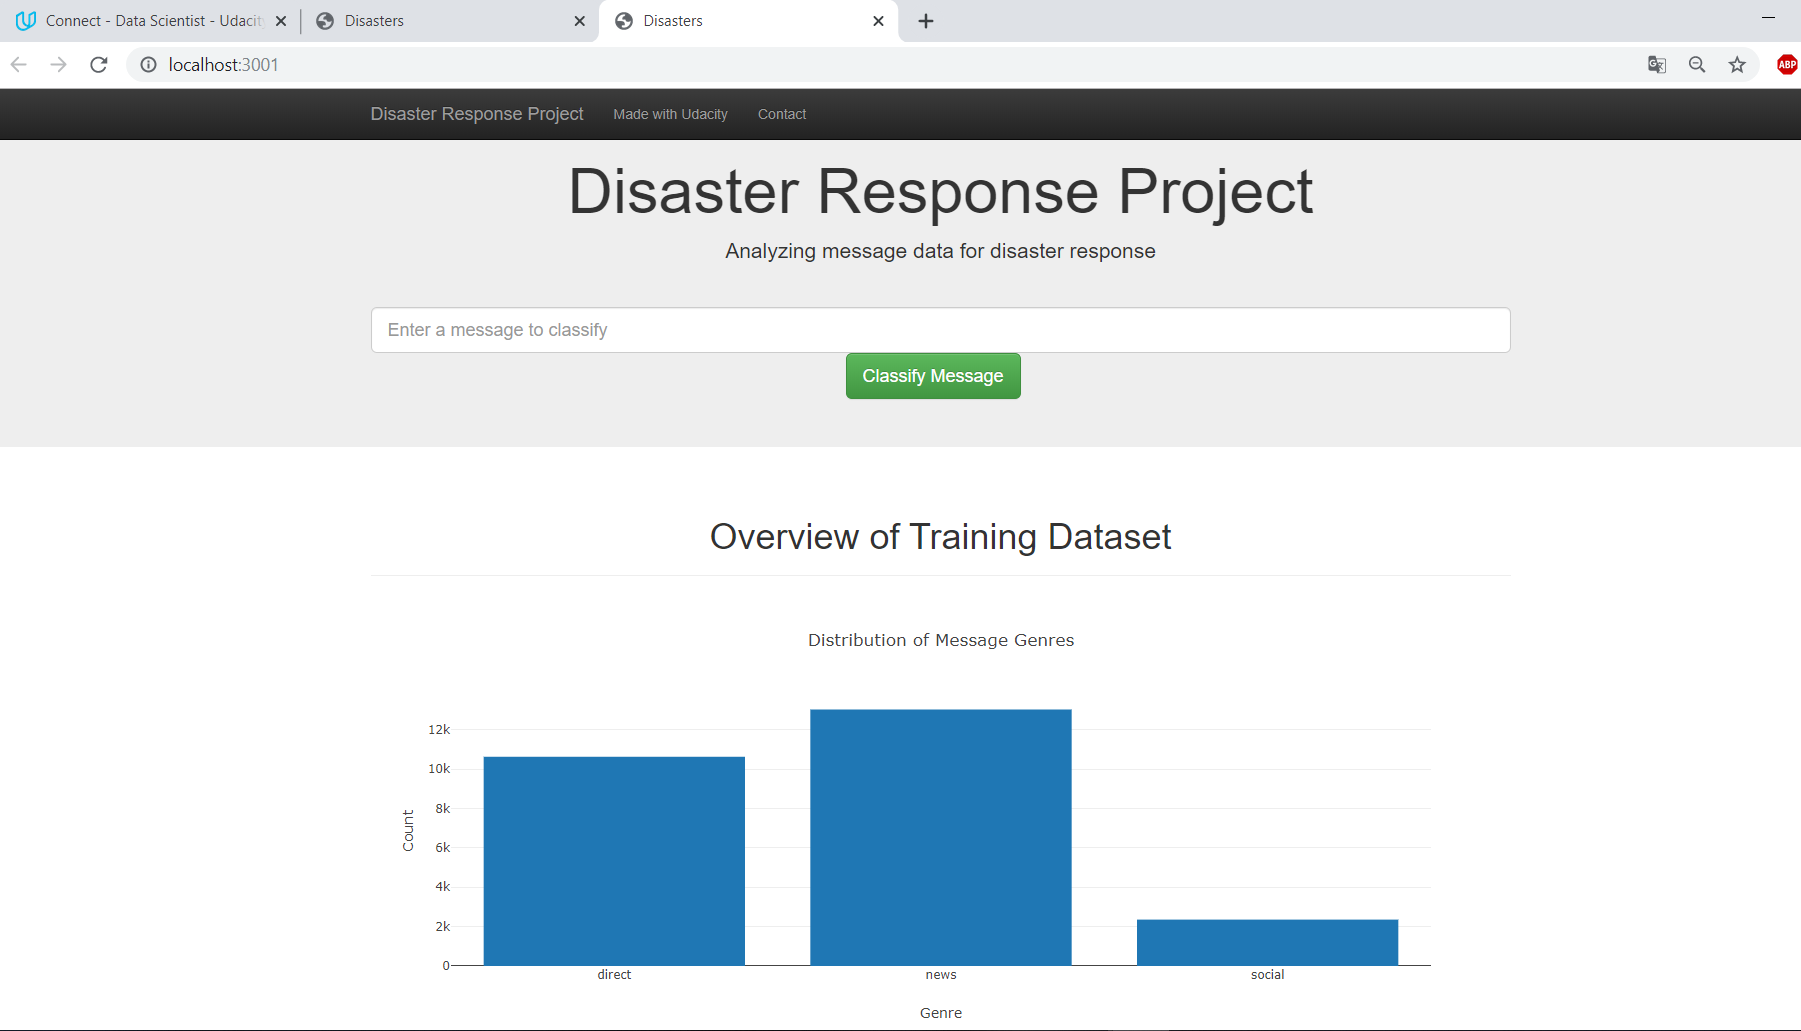 Connect - Data Scientist - Udacit
Disasters
Disasters
localhost:3001
ABP
Disaster Response Project
Made with Udacity
Contact
Disaster Response Project
Analyzing message data for disaster response
Enter a message to classify
Classify Message
Overview of Training Dataset
Distribution of Message Genres
12k
10k
8k
6k
4k
2k
0
Count
direct
news
social
Genre